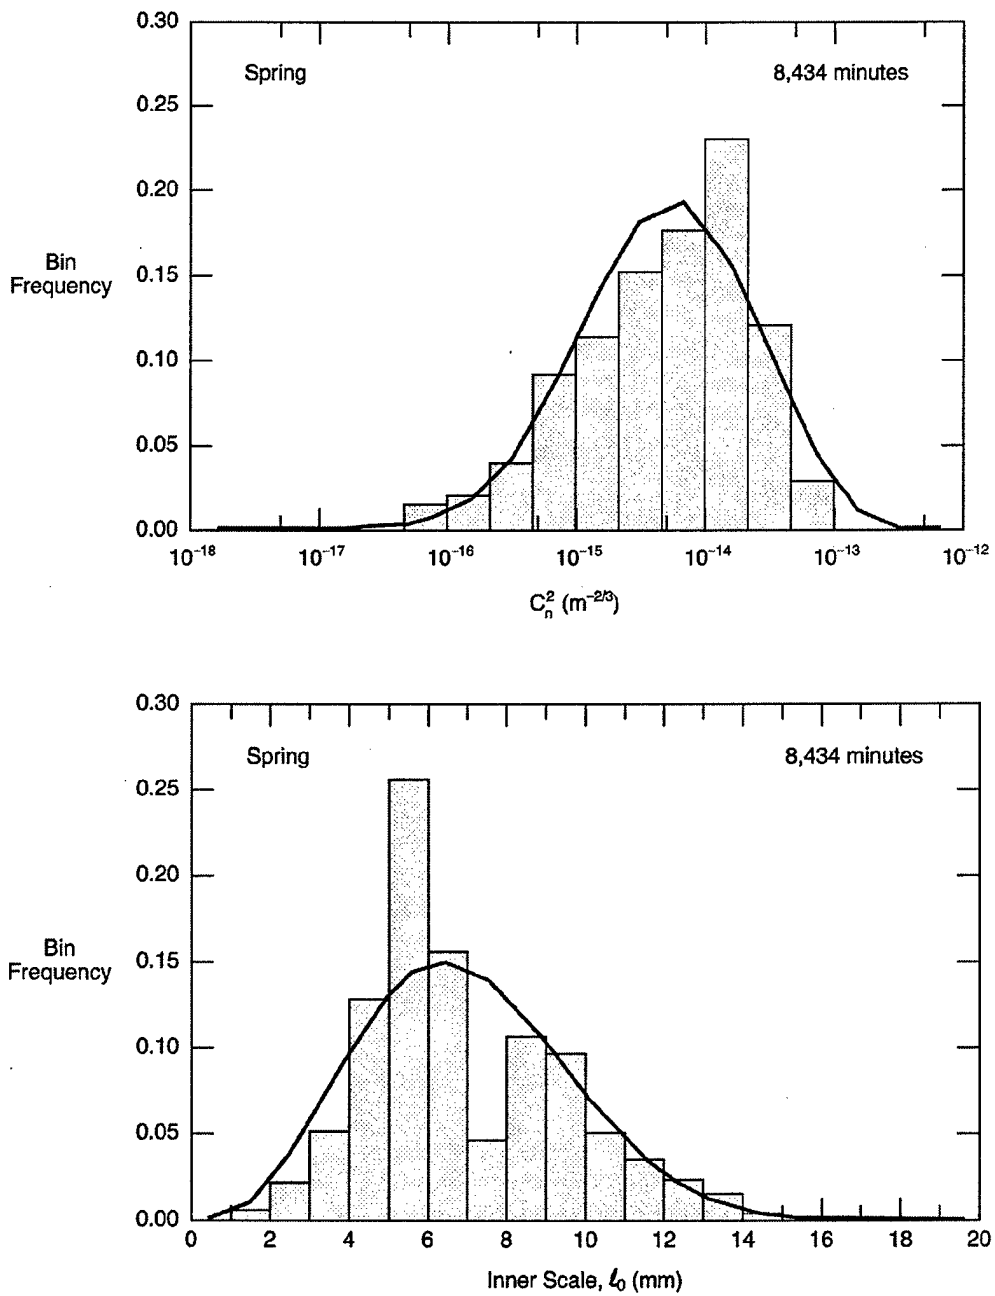 0.30
Spring 8,434 minutes
0.25
0.20
Bin
Frequency
0.15
0.10
0.05
0.00
10⁻¹⁸ 10⁻¹⁷ 10⁻¹⁶ 10⁻¹⁵ 10⁻¹⁴ 10⁻¹³ 10⁻¹²
Cₙ² (m⁻²/³)
0.30
Spring 8,434 minutes
0.25
0.20
Bin
Frequency
0.15
0.10
0.05
0.00
0 2 4 6 8 10 12 14 16 18 20
Inner Scale, ℓ₀ (mm)